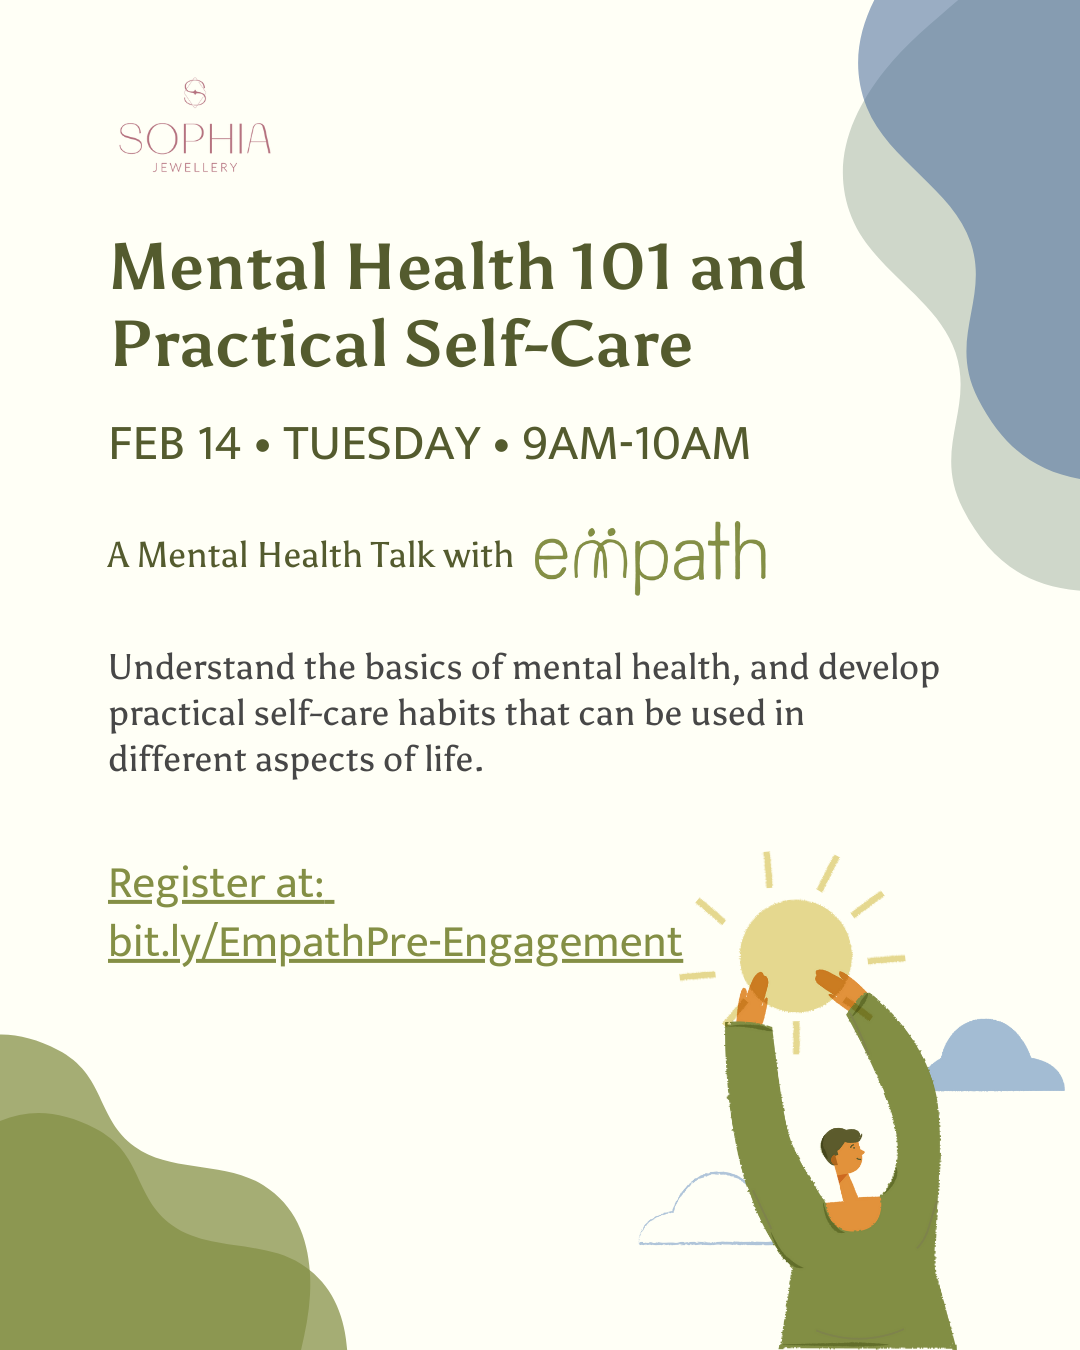 S
SOPHIA
JEWELLERY
Mental Health 101 and
Practical Self-Care
FEB 14 • TUESDAY • 9AM-10AM
A Mental Health Talk with empath
Understand the basics of mental health, and develop
practical self-care habits that can be used in
different aspects of life.
Register at:
bit.ly/EmpathPre-Engagement